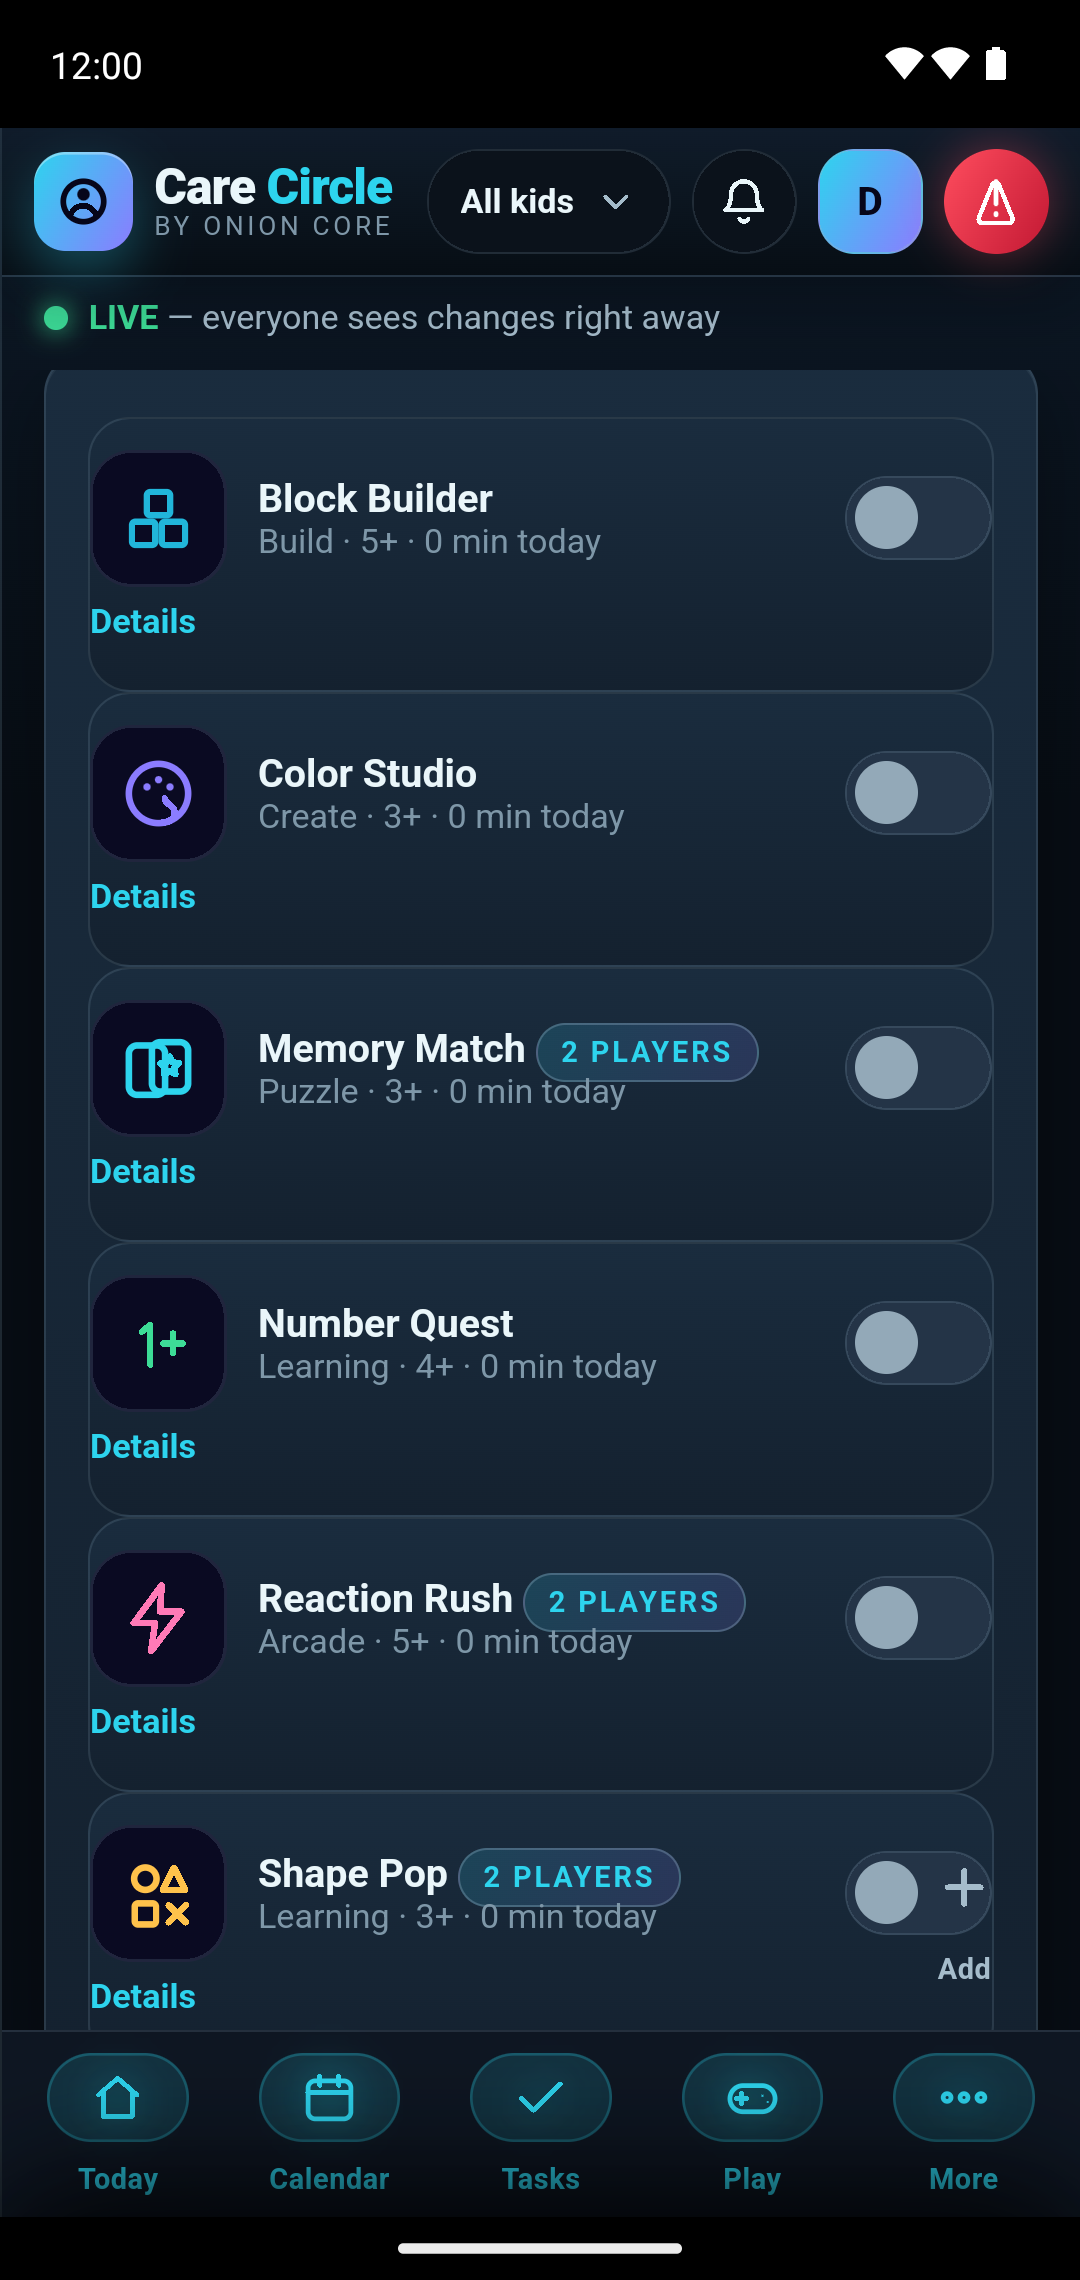 12:00
Care Circle
BY ONION CORE
All kids
D
LIVE — everyone sees changes right away
Block Builder
Build · 5+ · 0 min today
Details
Color Studio
Create · 3+ · 0 min today
Details
Memory Match 2 PLAYERS
Puzzle · 3+ · 0 min today
Details
1+
Number Quest
Learning · 4+ · 0 min today
Details
Reaction Rush 2 PLAYERS
Arcade · 5+ · 0 min today
Details
Shape Pop 2 PLAYERS
Learning · 3+ · 0 min today
Add
Details
Today Calendar Tasks Play More